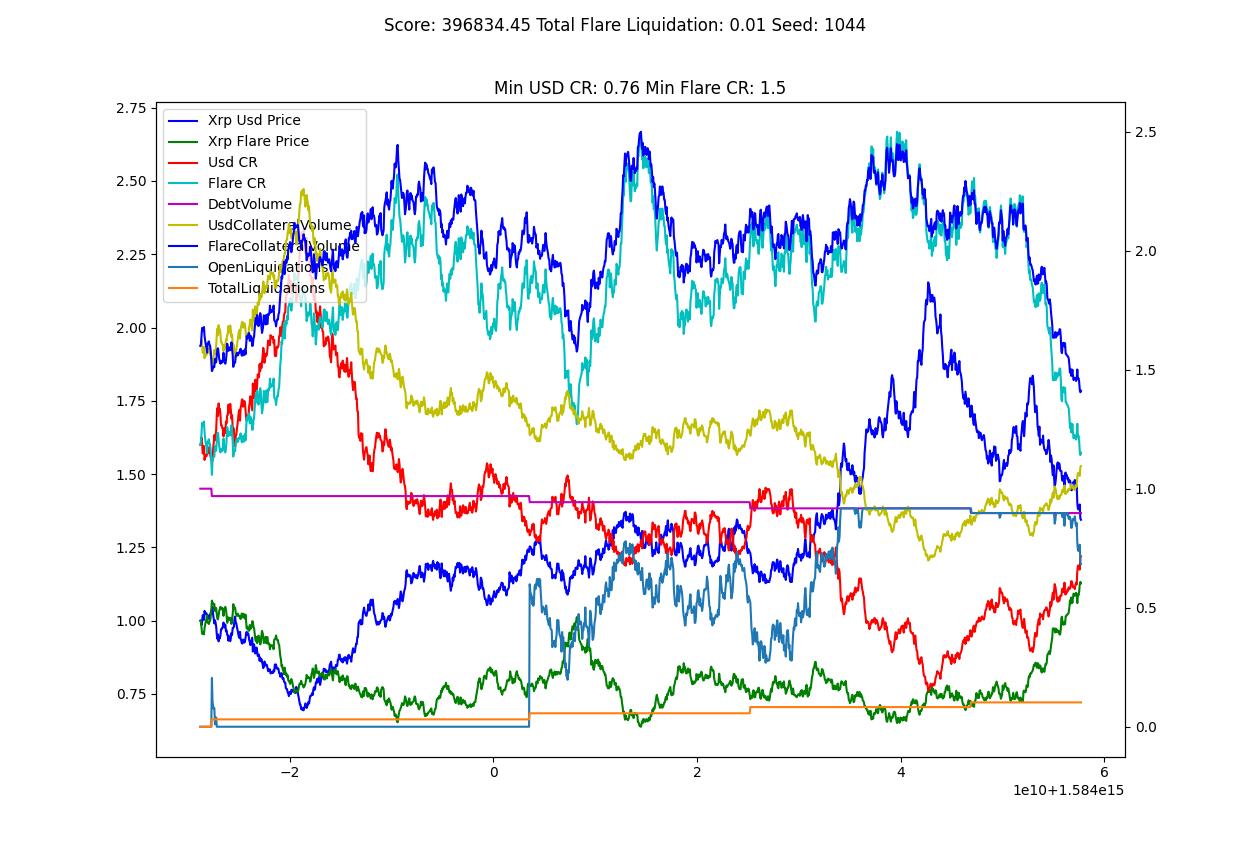 Score: 396834.45 Total Flare Liquidation: 0.01 Seed: 1044
Min USD CR: 0.76 Min Flare CR: 1.5
Xrp Usd Price
Xrp Flare Price
Usd CR
Flare CR
DebtVolume
UsdCollateralVolume
FlareCollateralVolume
OpenLiquidations
TotalLiquidations
2.75
2.50
2.25
2.00
1.75
1.50
1.25
1.00
0.75
2.5
2.0
1.5
1.0
0.5
0.0
−2 0 2 4 6
1e10+1.584e15